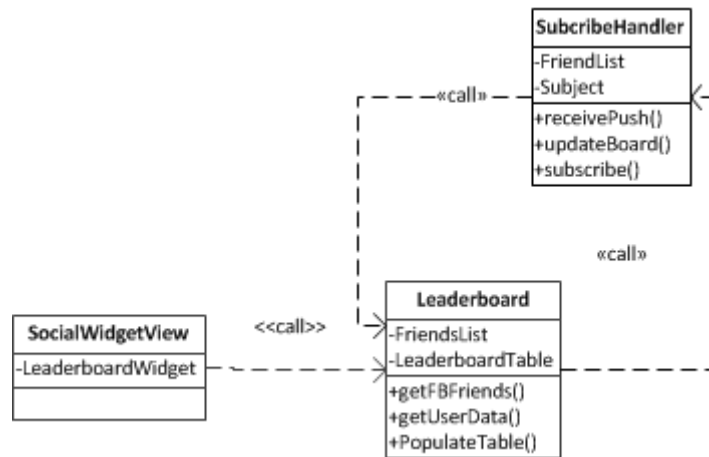 SubcribeHandler
-FriendList
-Subject
+receivePush()
+updateBoard()
+subscribe()
«call»
«call»
Leaderboard
-FriendsList
-LeaderboardTable
+getFBFriends()
+getUserData()
+PopulateTable()
<<call>>
SocialWidgetView
-LeaderboardWidget